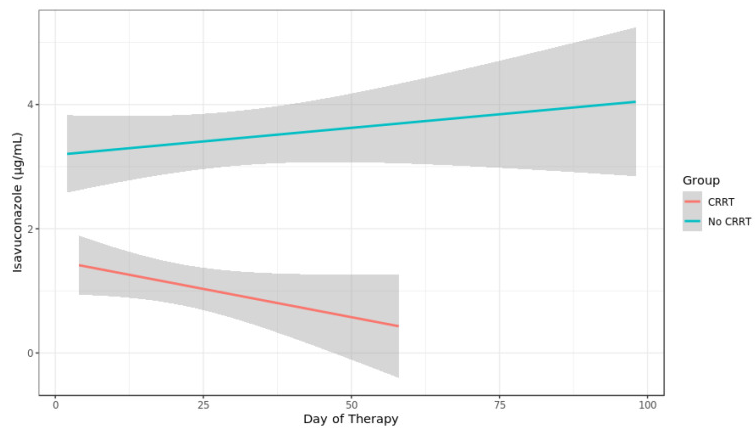 4
2
0
0
25
50
75
100
Isavuconazole (µg/mL)
Day of Therapy
Group
CRRT
No CRRT